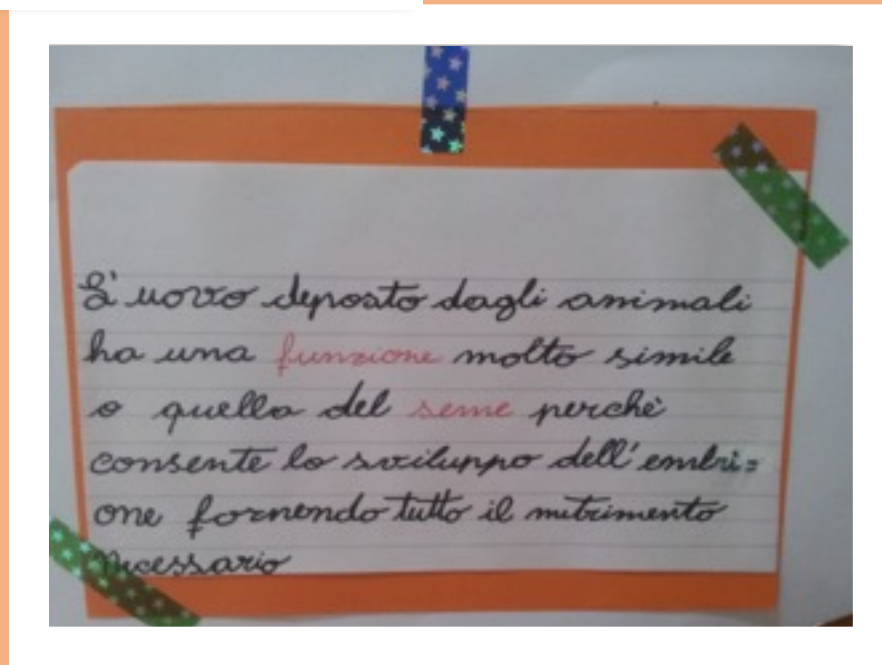 L'uovo deposto dagli animali
ha una funzione molto simile
a quella del seme perchè
consente lo sviluppo dell'embri=
one fornendo tutto il nutrimento
necessario